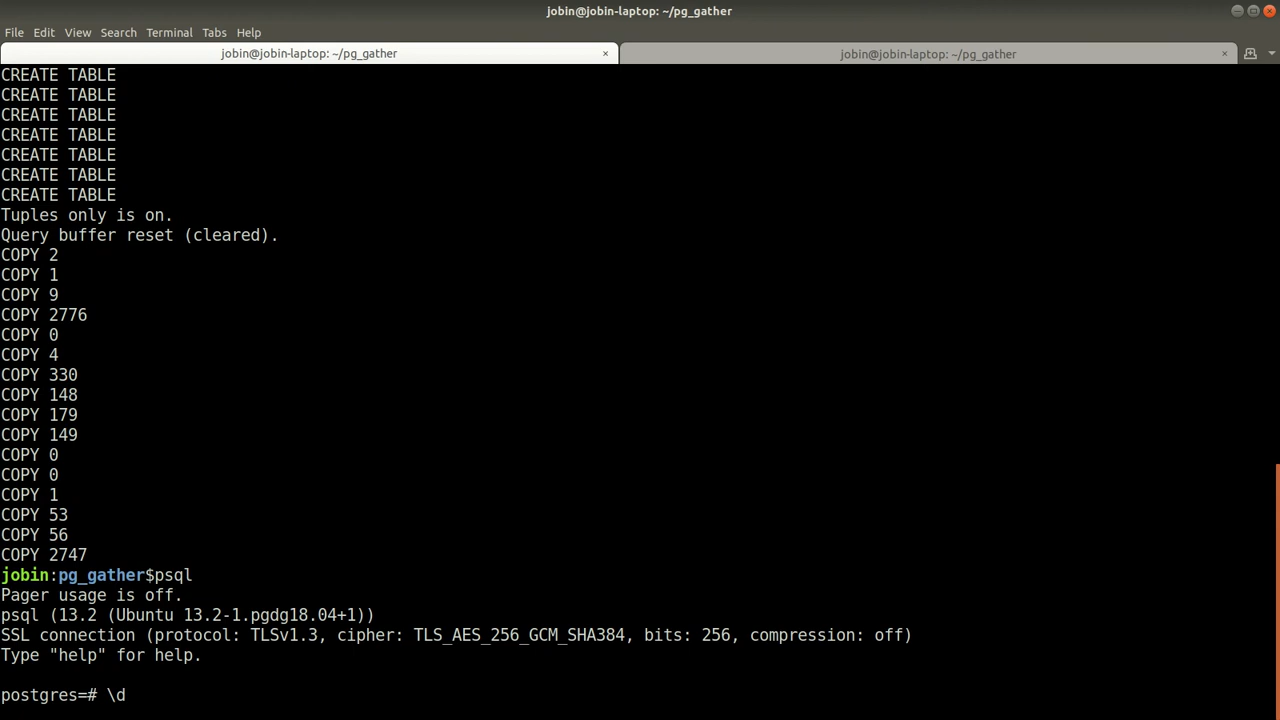 jobin@jobin-laptop: ~/pg_gather
File Edit View Search Terminal Tabs Help
jobin@jobin-laptop: ~/pg_gather × jobin@jobin-laptop: ~/pg_gather ×
CREATE TABLE
CREATE TABLE
CREATE TABLE
CREATE TABLE
CREATE TABLE
CREATE TABLE
CREATE TABLE
Tuples only is on.
Query buffer reset (cleared).
COPY 2
COPY 1
COPY 9
COPY 2776
COPY 0
COPY 4
COPY 330
COPY 148
COPY 179
COPY 149
COPY 0
COPY 0
COPY 1
COPY 53
COPY 56
COPY 2747
jobin:pg_gather$psql
Pager usage is off.
psql (13.2 (Ubuntu 13.2-1.pgdg18.04+1))
SSL connection (protocol: TLSv1.3, cipher: TLS_AES_256_GCM_SHA384, bits: 256, compression: off)
Type "help" for help.
postgres=# \d